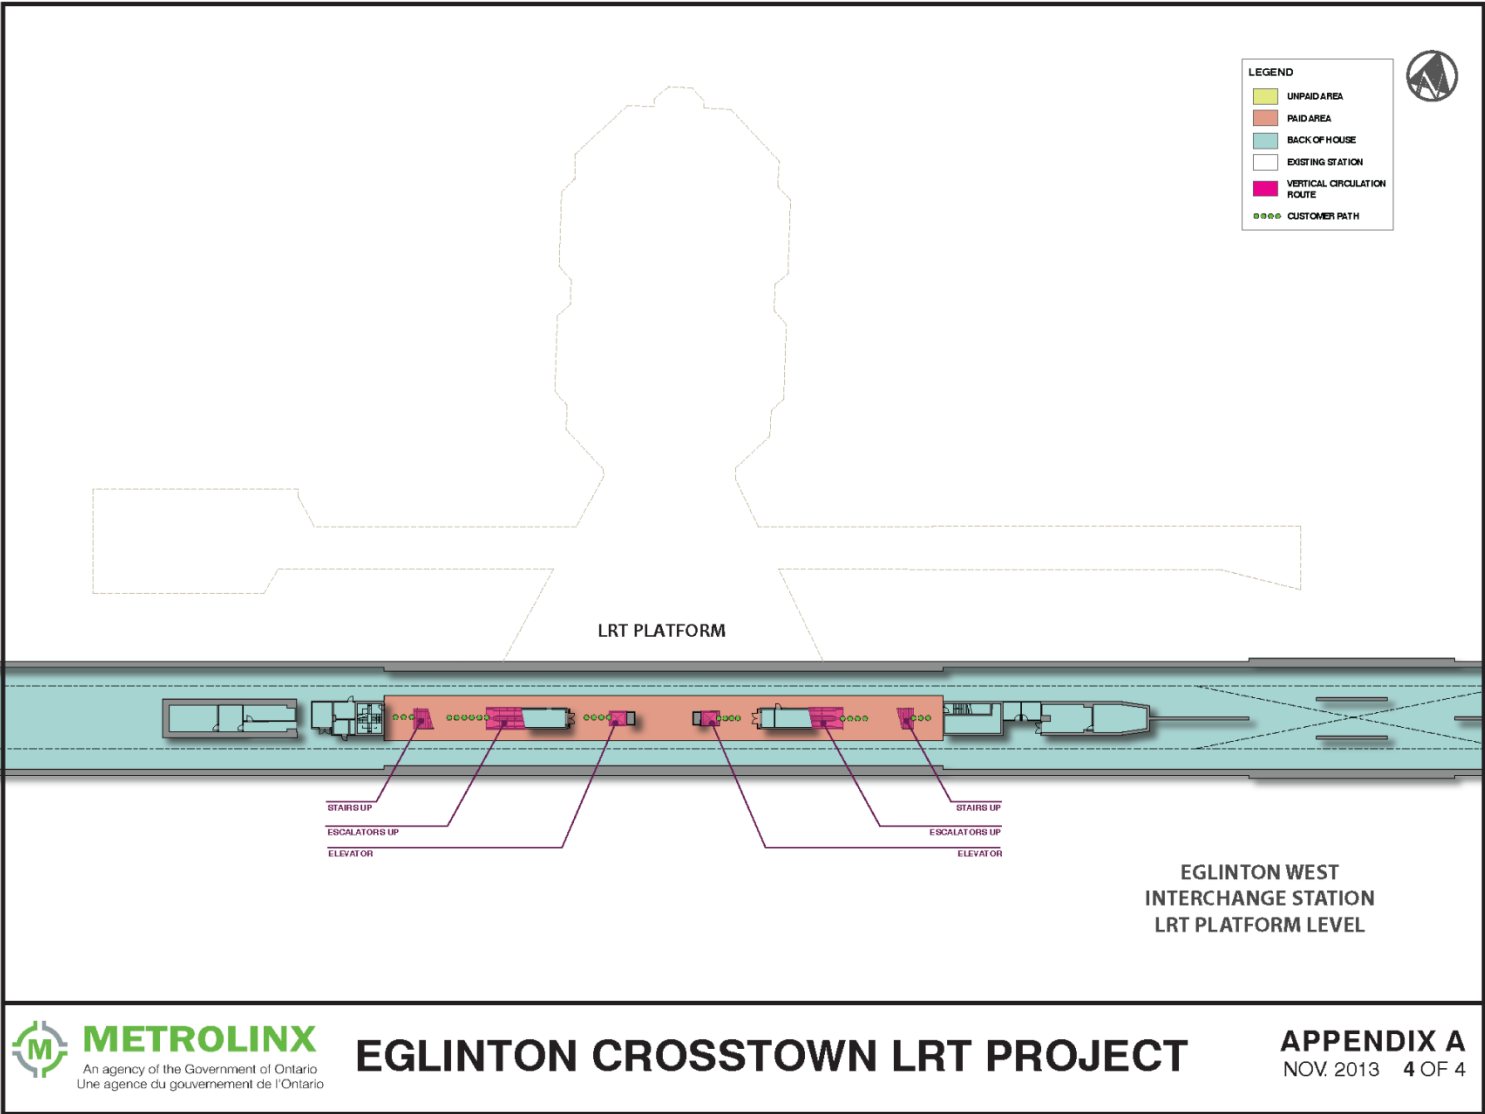 LEGEND
UNPAID AREA
PAID AREA
BACK OF HOUSE
EXISTING STATION
VERTICAL CIRCULATION
ROUTE
CUSTOMER PATH
LRT PLATFORM
STAIRS UP
ESCALATORS UP
ELEVATOR
STAIRS UP
ESCALATORS UP
ELEVATOR
EGLINTON WEST
INTERCHANGE STATION
LRT PLATFORM LEVEL
M
METROLINX
An agency of the Government of Ontario
Une agence du gouvernement de l'Ontario
EGLINTON CROSSTOWN LRT PROJECT
APPENDIX A
NOV. 2013 4 OF 4